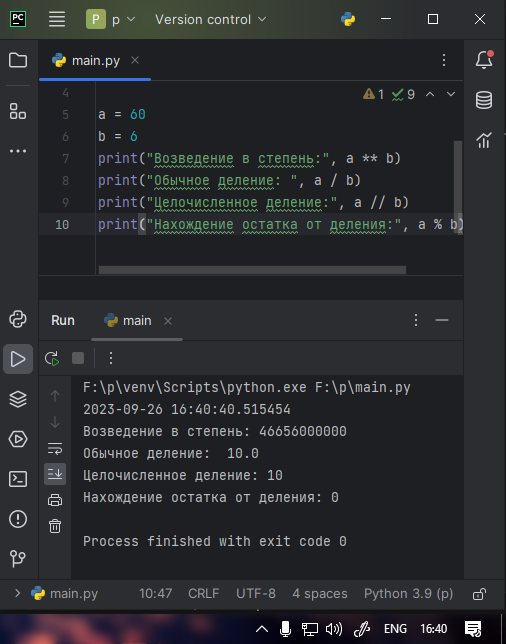 PC
P p Version control
main.py
1 9
4
5 a = 60
6 b = 6
7 print("Возведение в степень:", a ** b)
8 print("Обычное деление: ", a / b)
9 print("Целочисленное деление:", a // b)
10 print("Нахождение остатка от деления:", a % b)
Run main
F:\p\venv\Scripts\python.exe F:\p\main.py
2023-09-26 16:40:40.515454
Возведение в степень: 46656000000
Обычное деление:  10.0
Целочисленное деление: 10
Нахождение остатка от деления: 0
Process finished with exit code 0
main.py 10:47 CRLF UTF-8 4 spaces Python 3.9 (p)
ENG 16:40